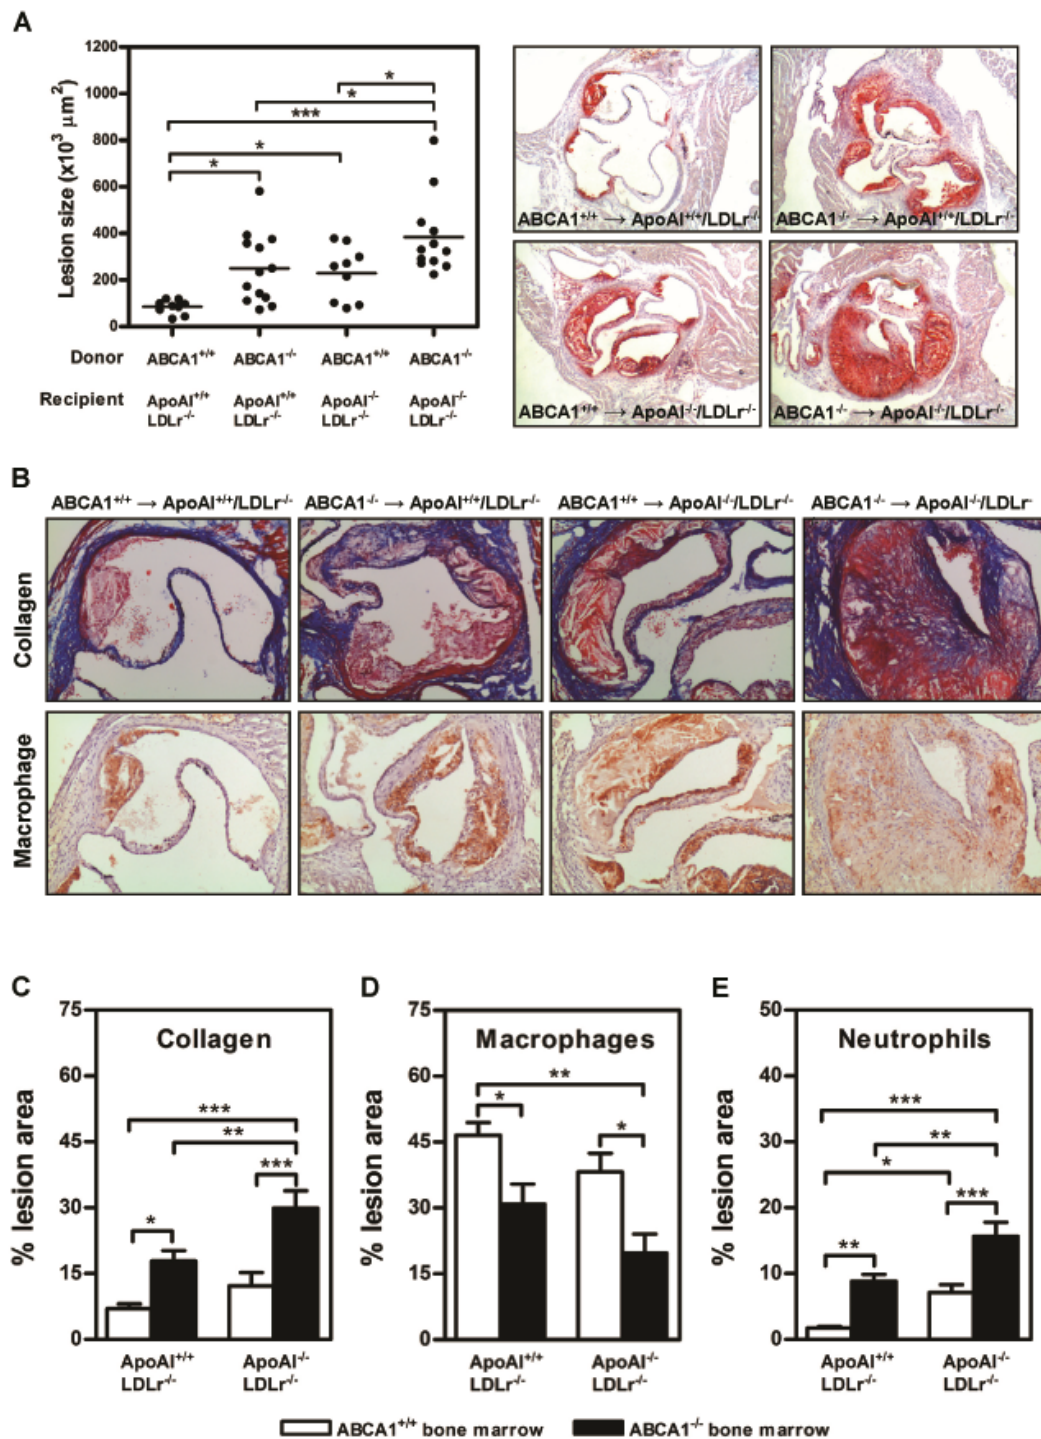 A
1200
1000
800
600
400
200
0
Lesion size (x10³ μm²)
*
*
***
*
*
Donor ABCA1+/+ ABCA1-/- ABCA1+/+ ABCA1-/-
Recipient ApoAI+/+ ApoAI+/+ ApoAI-/- ApoAI-/-
LDLr-/- LDLr-/- LDLr-/- LDLr-/-
ABCA1+/+ → ApoAI+/+/LDLr-/-
ABCA1-/- → ApoAI+/+/LDLr-/-
ABCA1+/+ → ApoAI-/-/LDLr-/-
ABCA1-/- → ApoAI-/-/LDLr-/-
B
ABCA1+/+ → ApoAI+/+/LDLr-/-
ABCA1-/- → ApoAI+/+/LDLr-/-
ABCA1+/+ → ApoAI-/-/LDLr-/-
ABCA1-/- → ApoAI-/-/LDLr-
Collagen
Macrophage
C
75
60
45
30
15
0
% lesion area
Collagen
***
**
***
*
ApoAI+/+ ApoAI-/-
LDLr-/- LDLr-/-
D
75
60
45
30
15
0
% lesion area
Macrophages
**
*
*
ApoAI+/+ ApoAI-/-
LDLr-/- LDLr-/-
E
50
40
30
20
10
0
% lesion area
Neutrophils
***
**
*
***
**
ApoAI+/+ ApoAI-/-
LDLr-/- LDLr-/-
ABCA1+/+ bone marrow
ABCA1-/- bone marrow